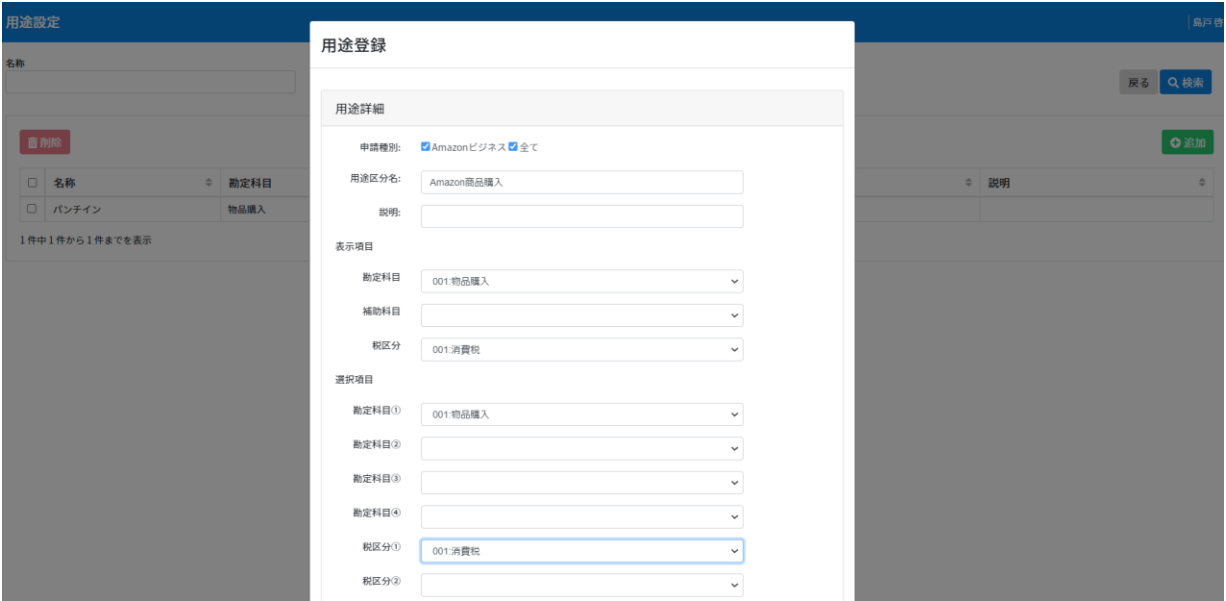 用途設定
島戸 啓
名称
戻る 検索
削除
追加
名称 勘定科目 説明
パンチイン 物品購入
1 件中 1 件から 1 件までを表示
用途登録
用途詳細
申請種別: Amazonビジネス 全て
用途区分名: Amazon商品購入
説明:
表示項目
勘定科目 001:物品購入
補助科目
税区分 001:消費税
選択項目
勘定科目① 001:物品購入
勘定科目②
勘定科目③
勘定科目④
税区分① 001:消費税
税区分②